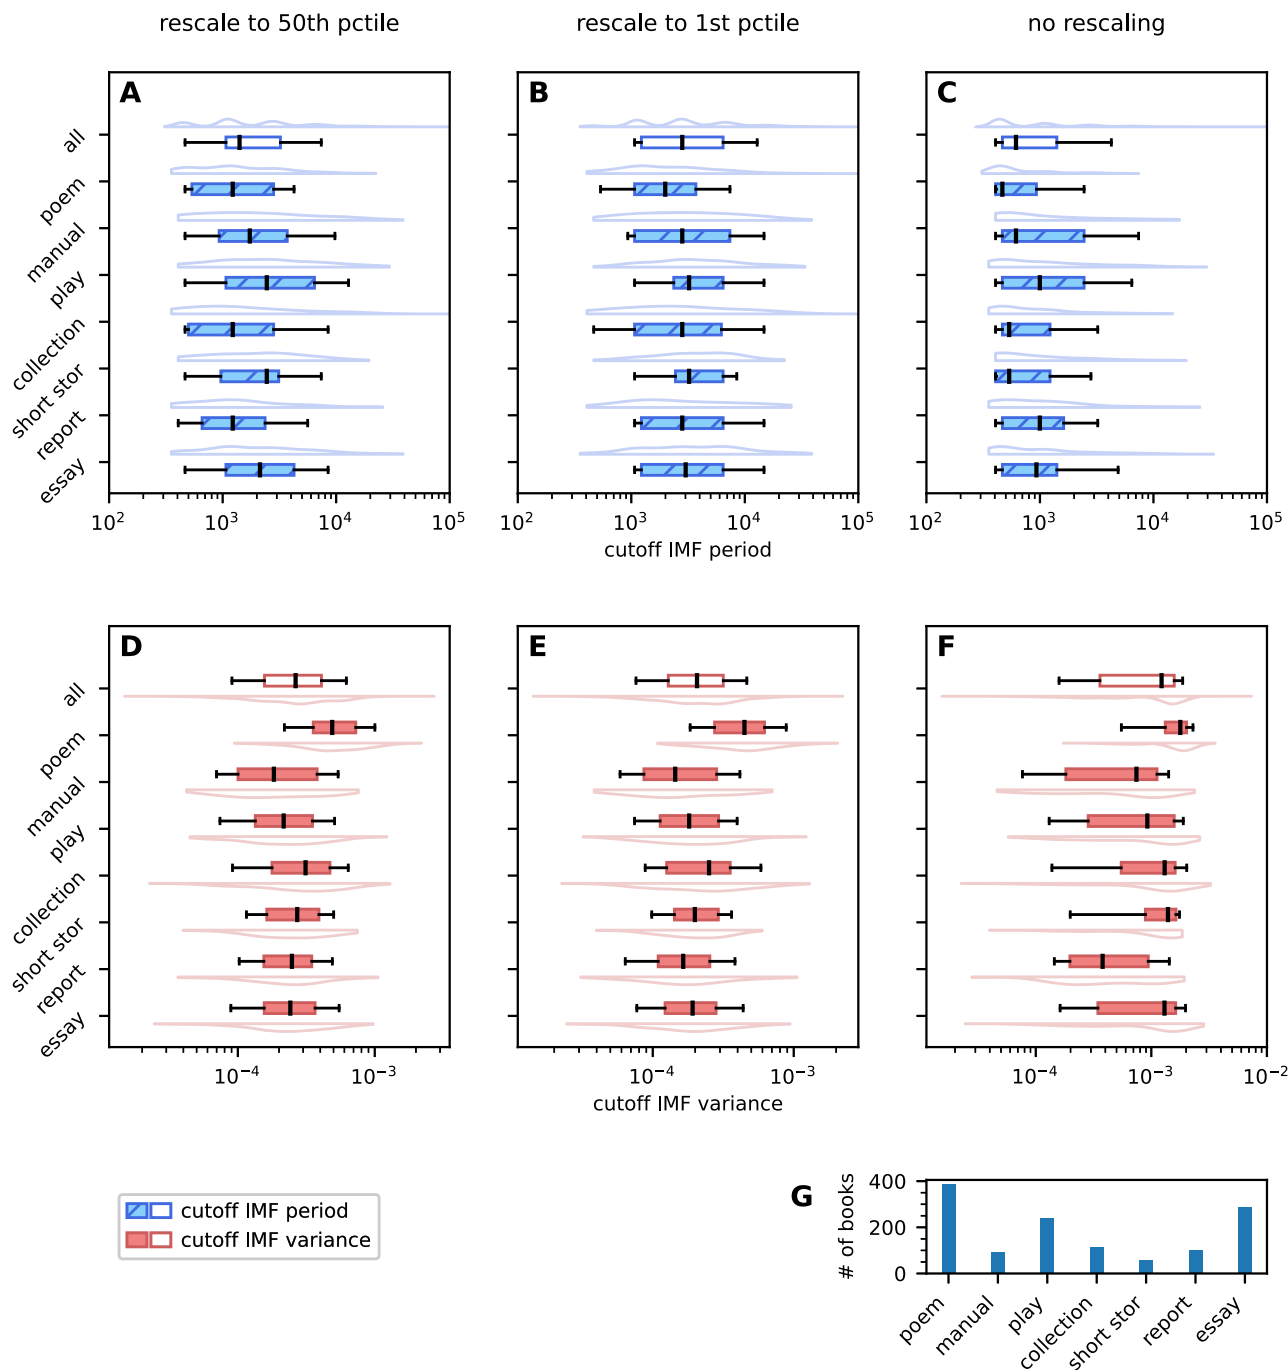 rescale to 50th pctile
rescale to 1st pctile
no rescaling
A
B
C
all
poem
manual
play
collection
short stor
report
essay
10²
10³
10⁴
10⁵
10²
10³
10⁴
10⁵
10²
10³
10⁴
10⁵
cutoff IMF period
D
E
F
all
poem
manual
play
collection
short stor
report
essay
10⁻⁴
10⁻³
10⁻⁴
10⁻³
10⁻⁴
10⁻³
10⁻²
cutoff IMF variance
cutoff IMF period
cutoff IMF variance
G
# of books
400
200
0
poem
manual
play
collection
short stor
report
essay